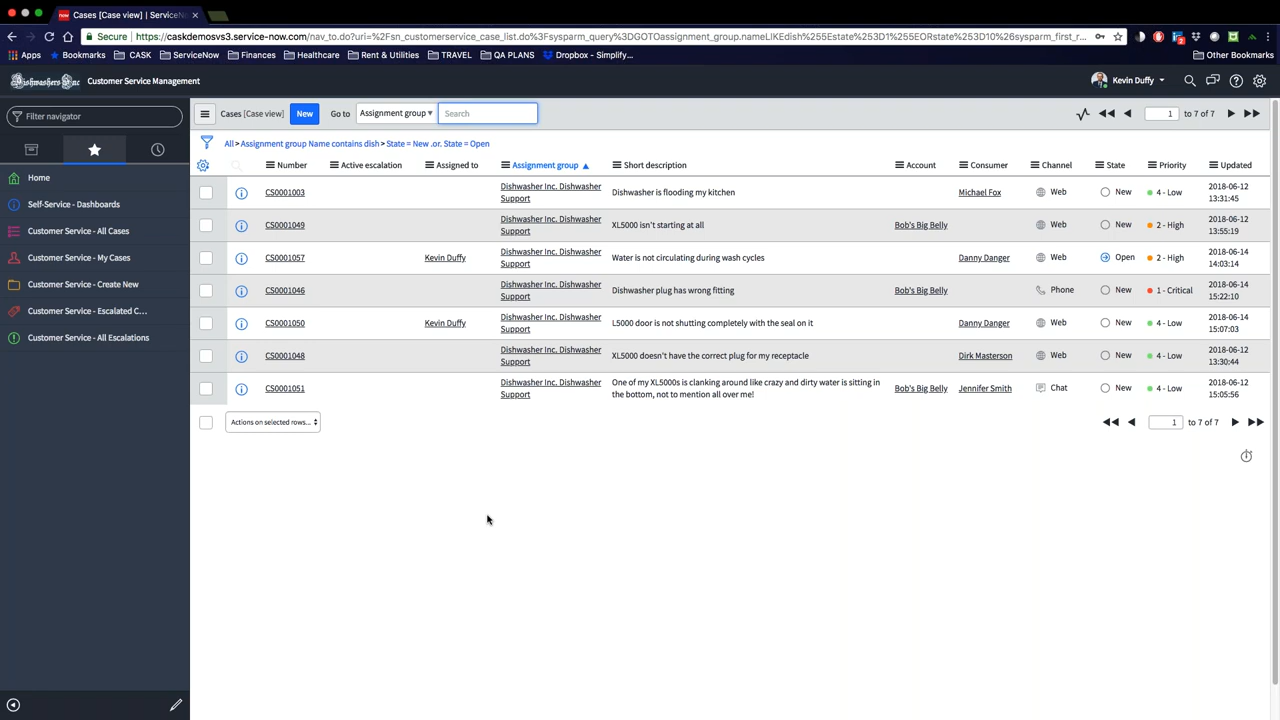 Cases [Case view] | ServiceN
Secure https://caskdemosvs3.service-now.com/nav_to.do?uri=%2Fsn_customerservice_case_list.do%3Fsysparm_query%3DGOTOassignment_group.nameLIKEdish%255Estate%253D1%255EORstate%253D10%26sysparm_first_r...
Apps Bookmarks CASK ServiceNow Finances Healthcare Rent & Utilities TRAVEL QA PLANS Dropbox - Simplify... Other Bookmarks
Dishwashers Inc. Customer Service Management Kevin Duffy
Filter navigator
Home
Self-Service - Dashboards
Customer Service - All Cases
Customer Service - My Cases
Customer Service - Create New
Customer Service - Escalated C...
Customer Service - All Escalations
Cases [Case view] New Go to Assignment group Search 1 to 7 of 7
All > Assignment group Name contains dish > State = New .or. State = Open
Number Active escalation Assigned to Assignment group Short description Account Consumer Channel State Priority Updated
CS0001003 Dishwasher Inc. Dishwasher Support Dishwasher is flooding my kitchen Michael Fox Web New 4 - Low 2018-06-12 13:31:45
CS0001049 Dishwasher Inc. Dishwasher Support XL5000 isn't starting at all Bob's Big Belly Web New 2 - High 2018-06-12 13:55:19
CS0001057 Kevin Duffy Dishwasher Inc. Dishwasher Support Water is not circulating during wash cycles Danny Danger Web Open 2 - High 2018-06-14 14:03:14
CS0001046 Dishwasher Inc. Dishwasher Support Dishwasher plug has wrong fitting Bob's Big Belly Phone New 1 - Critical 2018-06-14 15:22:10
CS0001050 Kevin Duffy Dishwasher Inc. Dishwasher Support L5000 door is not shutting completely with the seal on it Danny Danger Web New 4 - Low 2018-06-14 15:07:03
CS0001048 Dishwasher Inc. Dishwasher Support XL5000 doesn't have the correct plug for my receptacle Dirk Masterson Web New 4 - Low 2018-06-12 13:30:44
CS0001051 Dishwasher Inc. Dishwasher Support One of my XL5000s is clanking around like crazy and dirty water is sitting in the bottom, not to mention all over me! Bob's Big Belly Jennifer Smith Chat New 4 - Low 2018-06-12 15:05:56
Actions on selected rows... 1 to 7 of 7